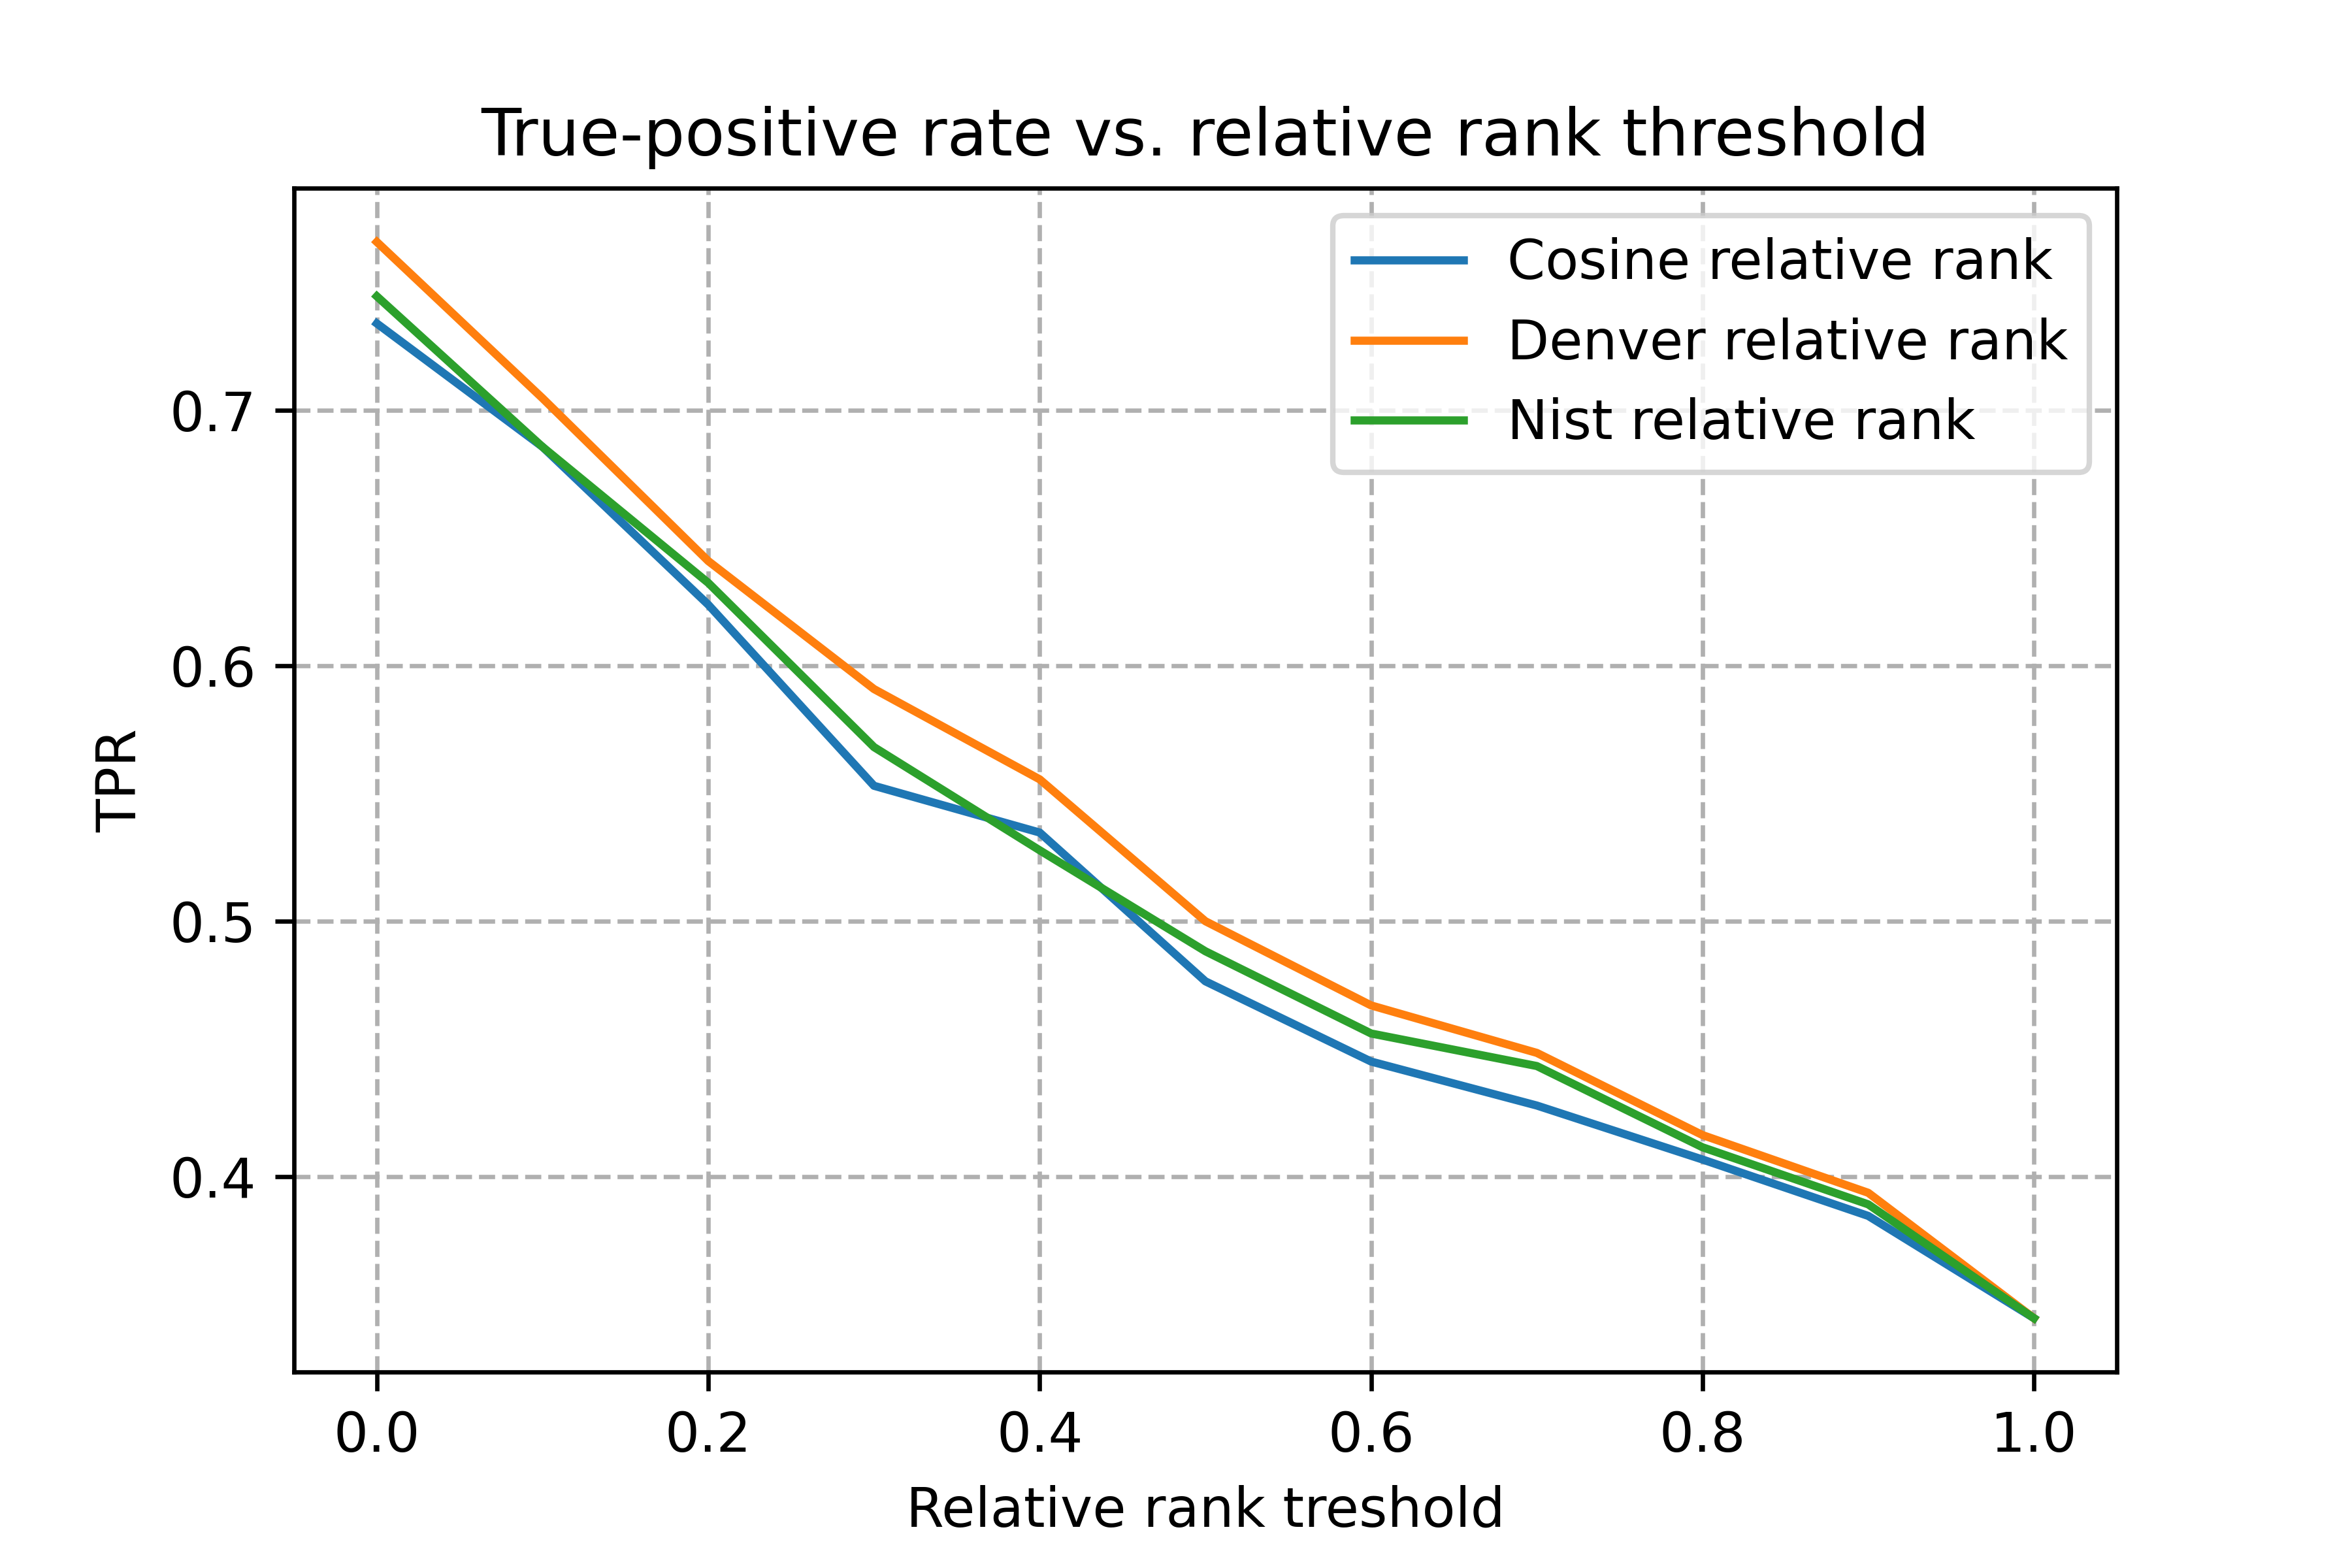 True-positive rate vs. relative rank threshold
Cosine relative rank
Denver relative rank
Nist relative rank
TPR
0.7
0.6
0.5
0.4
0.0 0.2 0.4 0.6 0.8 1.0
Relative rank treshold